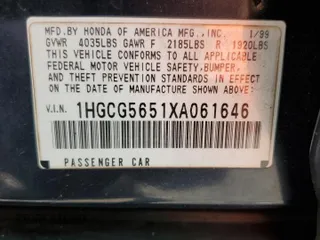 MFD. BY HONDA OF AMERICA MFG., INC. 1/99
GVWR 4035LBS GAWR F 2185LBS R 1920LBS
THIS VEHICLE CONFORMS TO ALL APPLICABLE
FEDERAL MOTOR VEHICLE SAFETY, BUMPER,
AND THEFT PREVENTION STANDARDS IN EFFECT
ON THE DATE OF MANUFACTURE SHOWN ABOVE.
V.I.N. 1HGCG5651XA061646
PASSENGER CAR